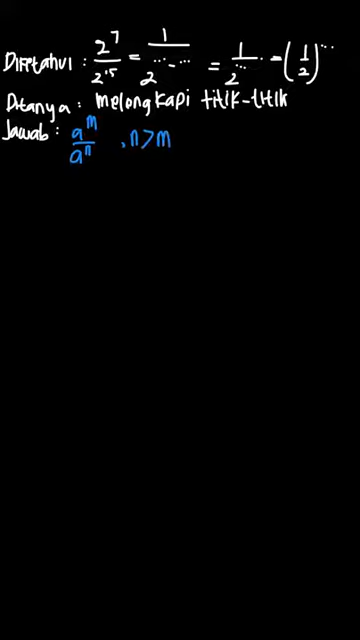 Diketahui : 2^7/2^15 = 1/2^(...-...) = 1/2^... = (1/2)^...
Ditanya : melengkapi titik-titik
Jawab : a^m/a^n , n > m